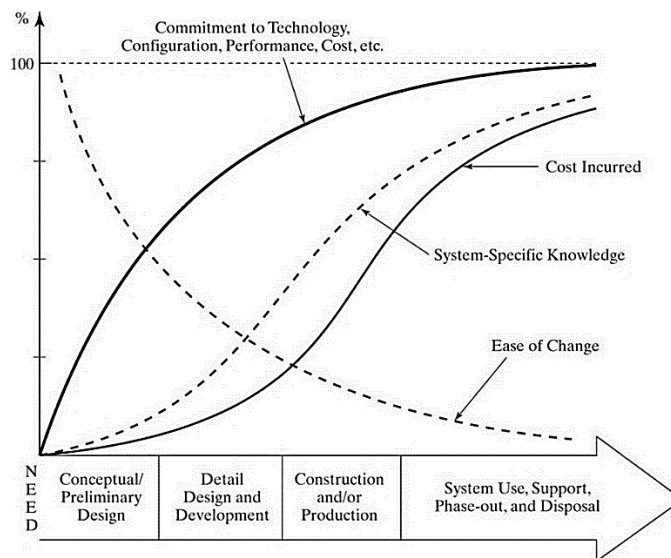 %
Commitment to Technology,
Configuration, Performance, Cost, etc.
100
Cost Incurred
System-Specific Knowledge
Ease of Change
NEED
Conceptual/
Preliminary
Design
Detail
Design and
Development
Construction
and/or
Production
System Use, Support,
Phase-out, and Disposal